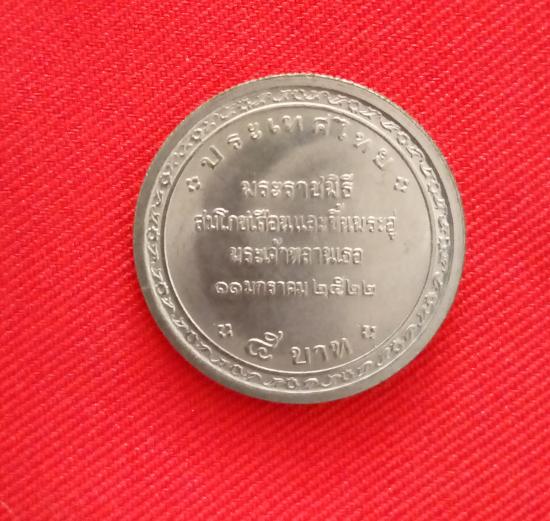 ประเทศไทย
พระราชพิธี
สมโภชเดือนและขึ้นพระอู่
พระเจ้าหลานเธอ
๑๑ มกราคม ๒๕๒๒
๕ บาท